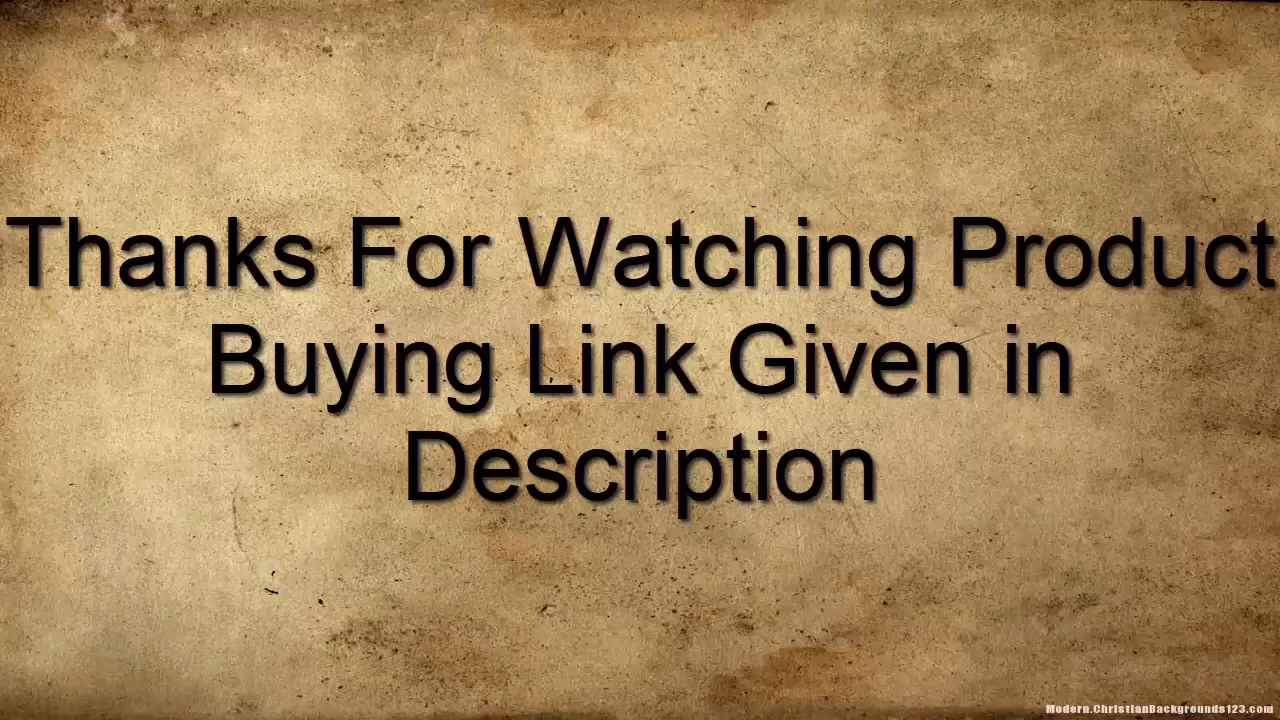 Thanks For Watching Product
Buying Link Given in
Description
Modern.ChristianBackgrounds123.com